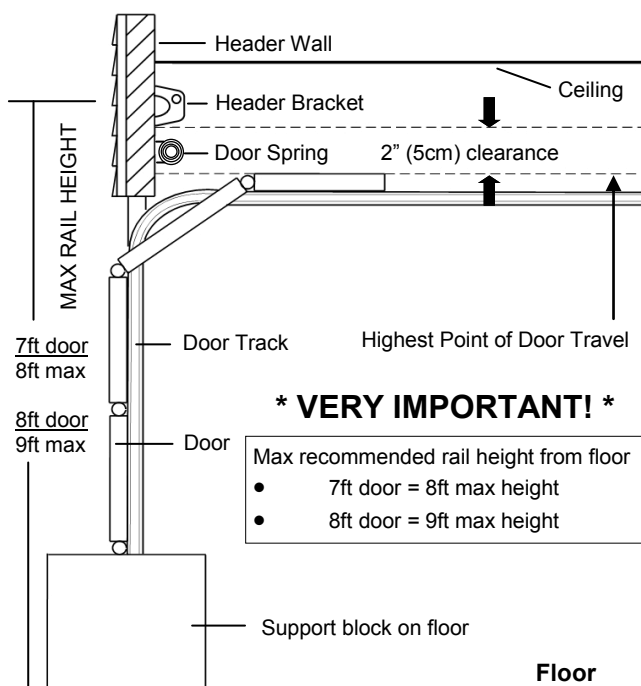 Header Wall
Ceiling
Header Bracket
Door Spring
2" (5cm) clearance
MAX RAIL HEIGHT
7ft door
8ft max
Door Track
Highest Point of Door Travel
8ft door
9ft max
Door
* VERY IMPORTANT! *
Max recommended rail height from floor
● 7ft door = 8ft max height
● 8ft door = 9ft max height
Support block on floor
Floor